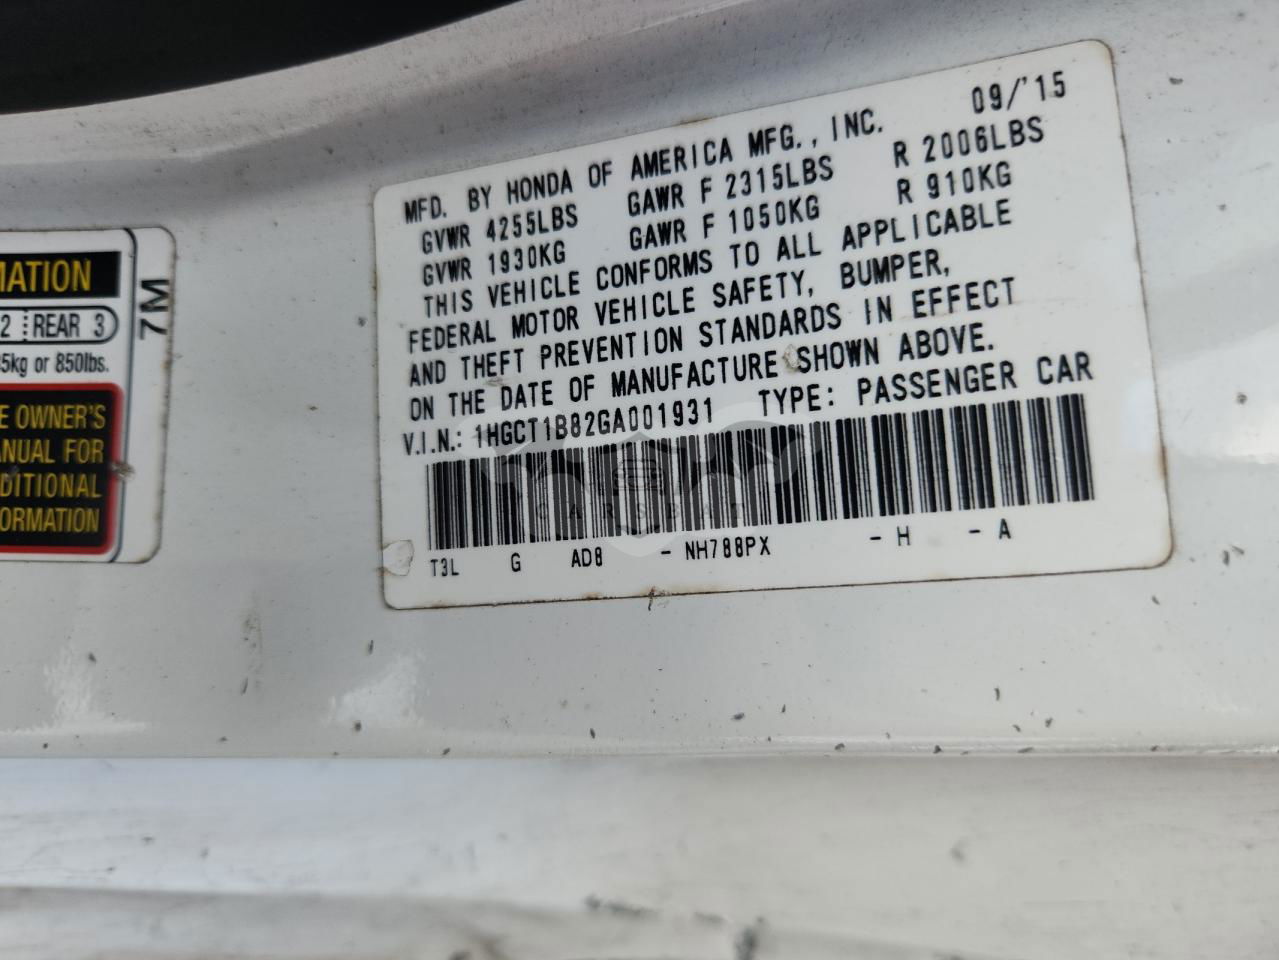 MFD. BY HONDA OF AMERICA MFG., INC. 09/'15
GVWR 4255LBS GAWR F 2315LBS R 2006LBS
GVWR 1930KG GAWR F 1050KG R 910KG
THIS VEHICLE CONFORMS TO ALL APPLICABLE
FEDERAL MOTOR VEHICLE SAFETY, BUMPER,
AND THEFT PREVENTION STANDARDS IN EFFECT
ON THE DATE OF MANUFACTURE SHOWN ABOVE.
V.I.N.: 1HGCT1B82GA001931 TYPE: PASSENGER CAR
CARSBAT
T3L G AD8 - NH788PX - H - A
MATION
2 REAR 3
5kg or 850lbs.
E OWNER'S
ANUAL FOR
DITIONAL
ORMATION
7M